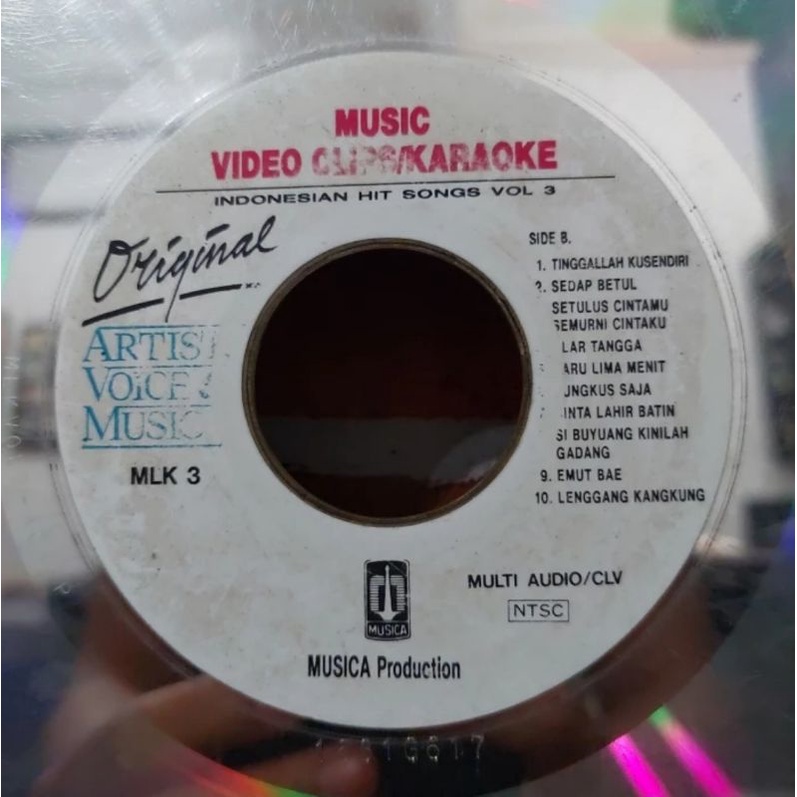 MUSIC
VIDEO CLIPS/KARAOKE
INDONESIAN HIT SONGS VOL 3
Original
ARTIS
VOICE &
MUSIC
MLK 3
SIDE B.
1. TINGGALLAH KUSENDIRI
2. SEDAP BETUL
SETULUS CINTAMU
SEMURNI CINTAKU
LAR TANGGA
ARU LIMA MENIT
UNGKUS SAJA
INTA LAHIR BATIN
SI BUYUANG KINILAH
GADANG
9. EMUT BAE
10. LENGGANG KANGKUNG
MULTI AUDIO/CLV
NTSC
MUSICA
MUSICA Production